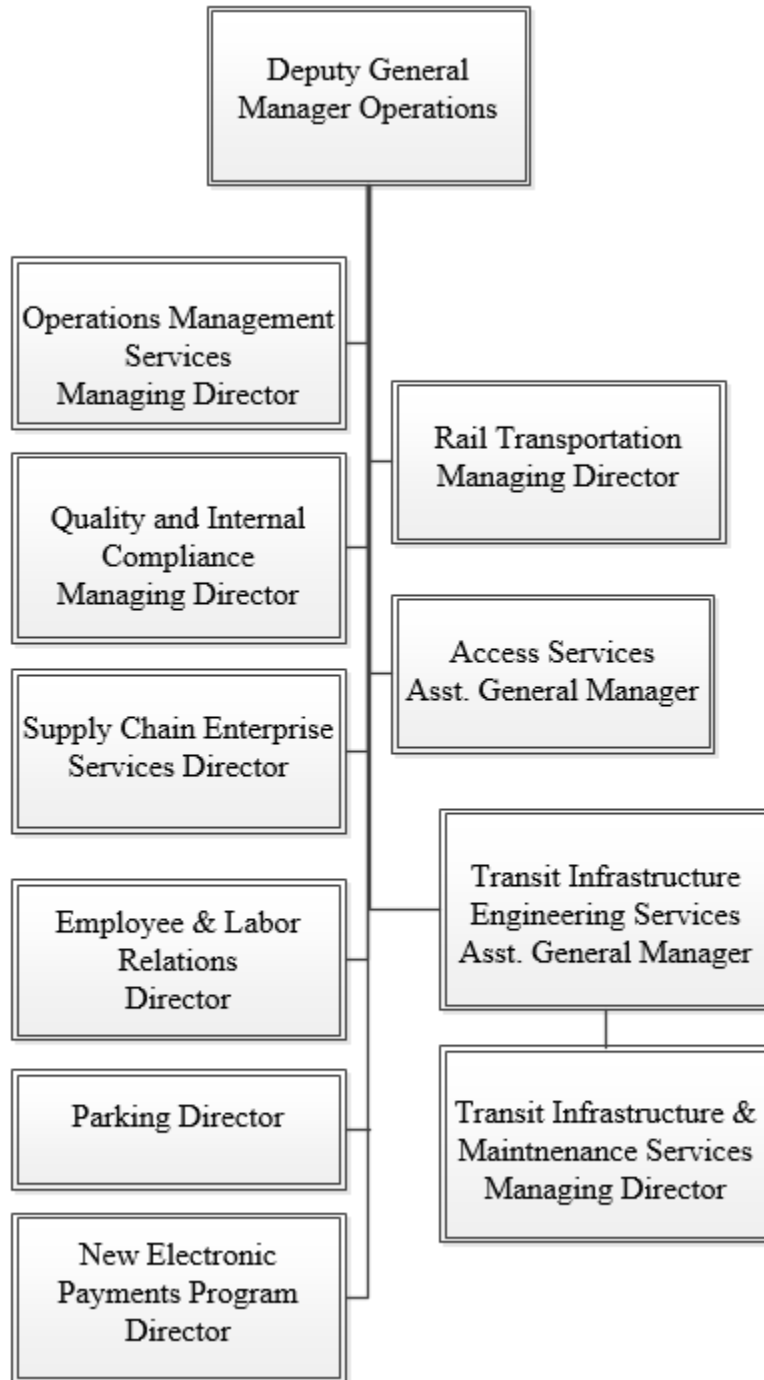 Deputy General
Manager Operations
Operations Management
Services
Managing Director
Rail Transportation
Managing Director
Quality and Internal
Compliance
Managing Director
Access Services
Asst. General Manager
Supply Chain Enterprise
Services Director
Transit Infrastructure
Engineering Services
Asst. General Manager
Employee & Labor
Relations
Director
Transit Infrastructure &
Maintnenance Services
Managing Director
Parking Director
New Electronic
Payments Program
Director